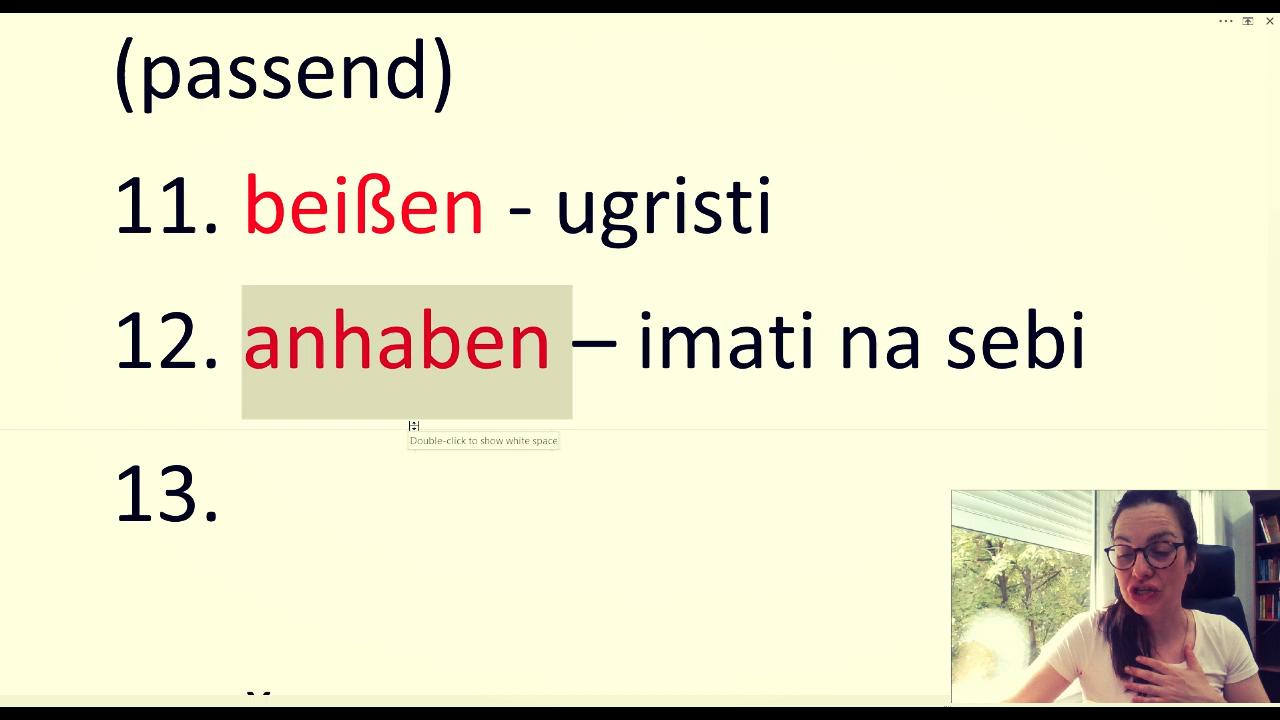 (passend)
11. beißen - ugristi
12. anhaben – imati na sebi
Double-click to show white space
13.